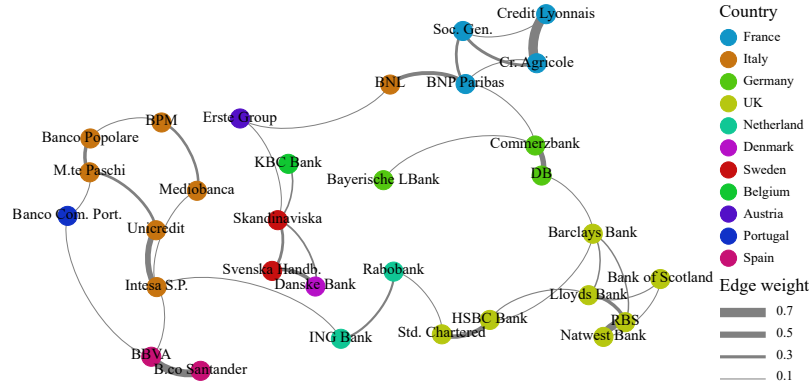 Credit Lyonnais
Country
Soc. Gen.
France
Cr. Agricole
Italy
BNL
BNP Paribas
Germany
BPM
Erste Group
UK
Banco Popolare
Commerzbank
Netherland
KBC Bank
Denmark
M.te Paschi
Bayerische LBank
DB
Sweden
Mediobanca
Belgium
Banco Com. Port.
Skandinaviska
Austria
Unicredit
Barclays Bank
Portugal
Spain
Svenska Handb.
Rabobank
Bank of Scotland
Intesa S.P.
Danske Bank
Lloyds Bank
Edge weight
0.7
HSBC Bank
RBS
ING Bank
Std. Chartered
Natwest Bank
0.5
BBVA
0.3
B.co Santander
0.1